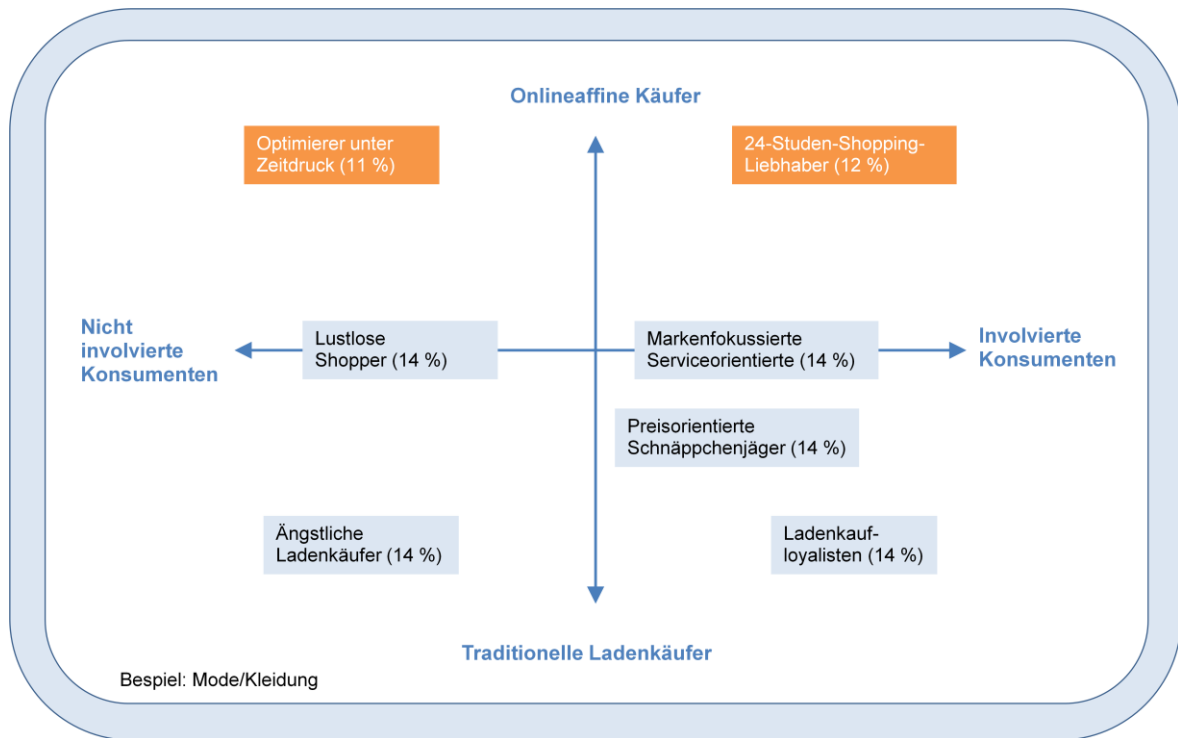 Onlineaffine Käufer
Optimierer unter
Zeitdruck (11 %)
24-Studen-Shopping-
Liebhaber (12 %)
Nicht
involvierte
Konsumenten
Lustlose
Shopper (14 %)
Markenfokussierte
Serviceorientierte (14 %)
Involvierte
Konsumenten
Preisorientierte
Schnäppchenjäger (14 %)
Ängstliche
Ladenkäufer (14 %)
Ladenkauf-
loyalisten (14 %)
Traditionelle Ladenkäufer
Bespiel: Mode/Kleidung